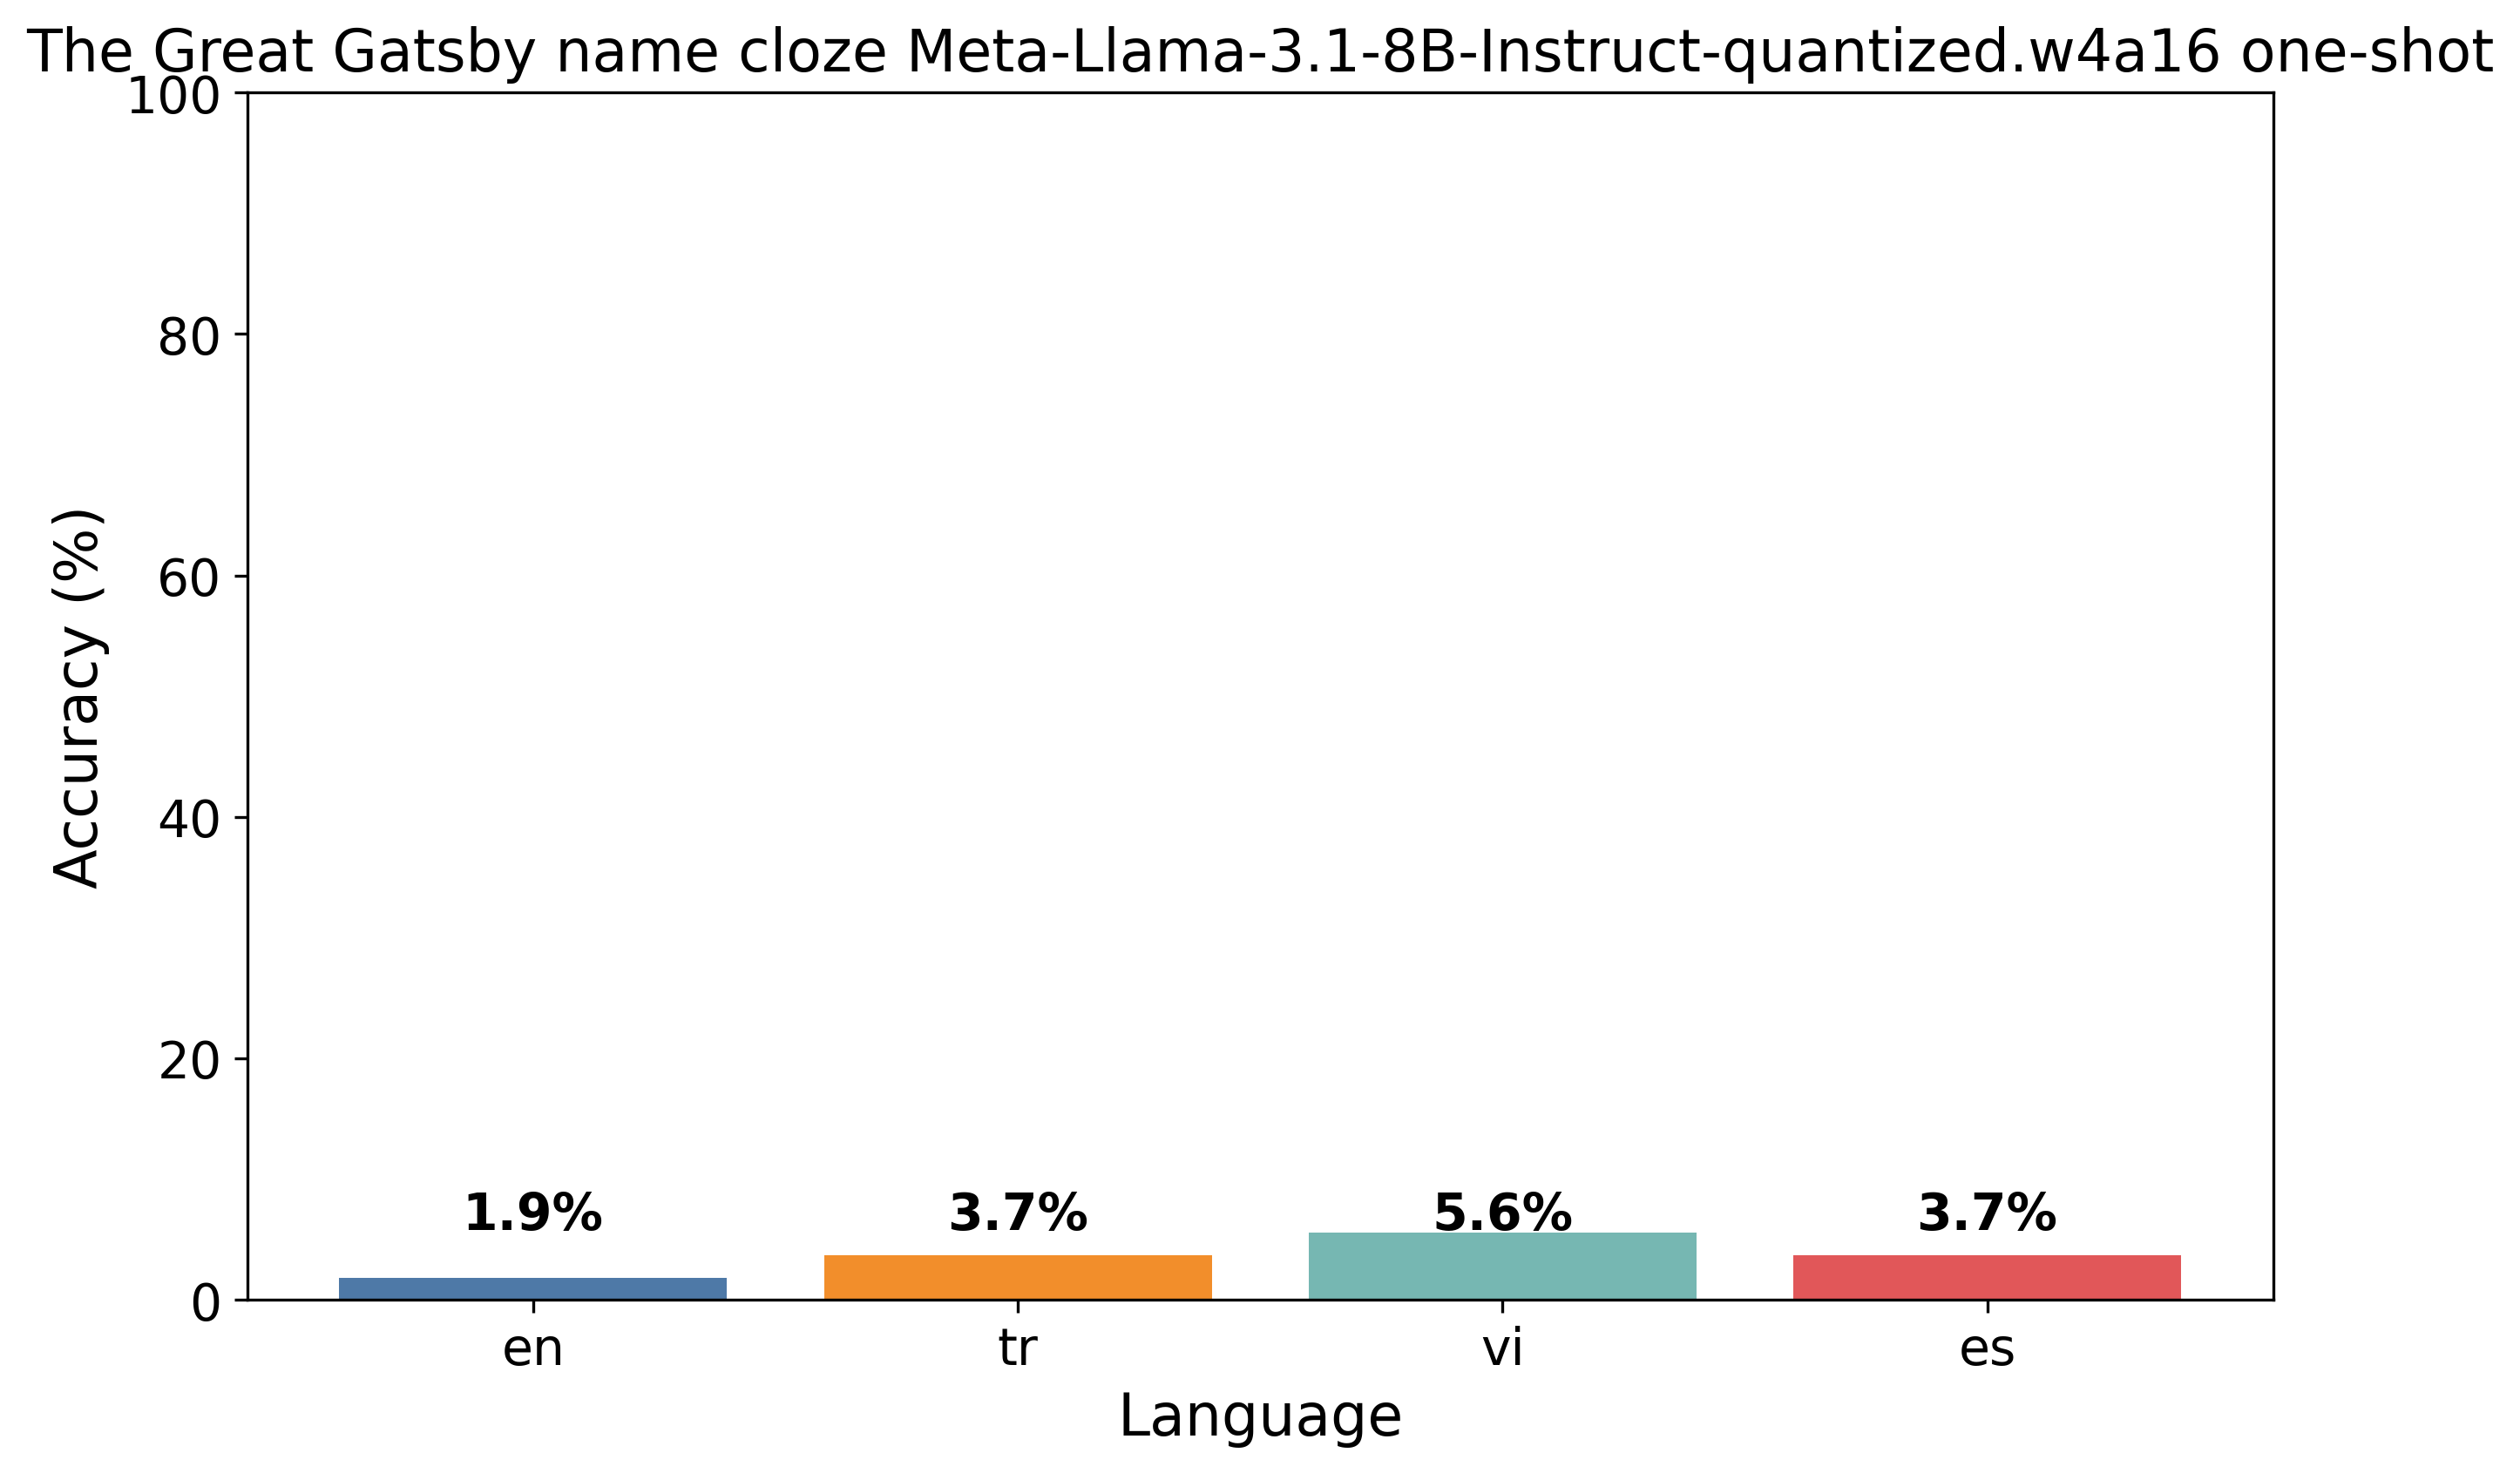 The Great Gatsby name cloze Meta-Llama-3.1-8B-Instruct-quantized.w4a16 one-shot
100
80
60
40
20
0
Accuracy (%)
1.9%
3.7%
5.6%
3.7%
en
tr
vi
es
Language